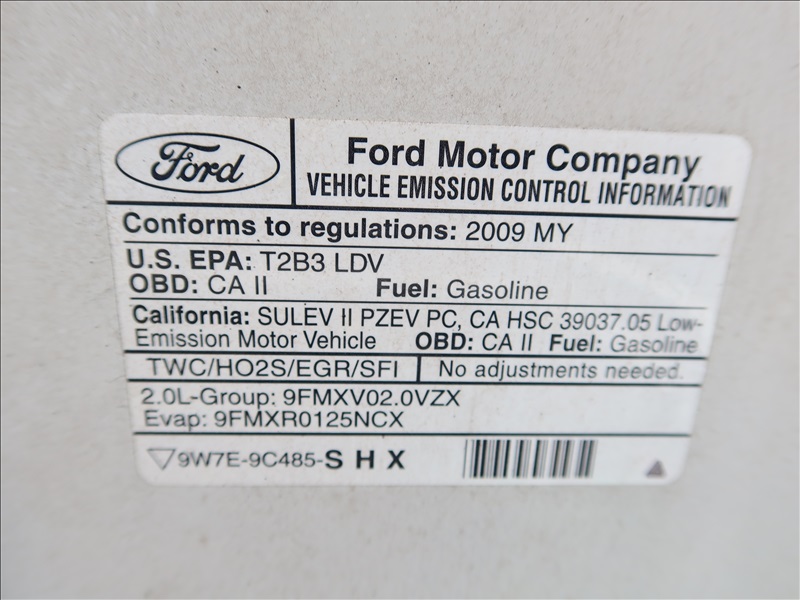 Ford
Ford Motor Company
VEHICLE EMISSION CONTROL INFORMATION
Conforms to regulations: 2009 MY
U.S. EPA: T2B3 LDV
OBD: CA II Fuel: Gasoline
California: SULEV II PZEV PC, CA HSC 39037.05 Low-
Emission Motor Vehicle OBD: CA II Fuel: Gasoline
TWC/HO2S/EGR/SFI No adjustments needed.
2.0L-Group: 9FMXV02.0VZX
Evap: 9FMXR0125NCX
9W7E-9C485-S H X